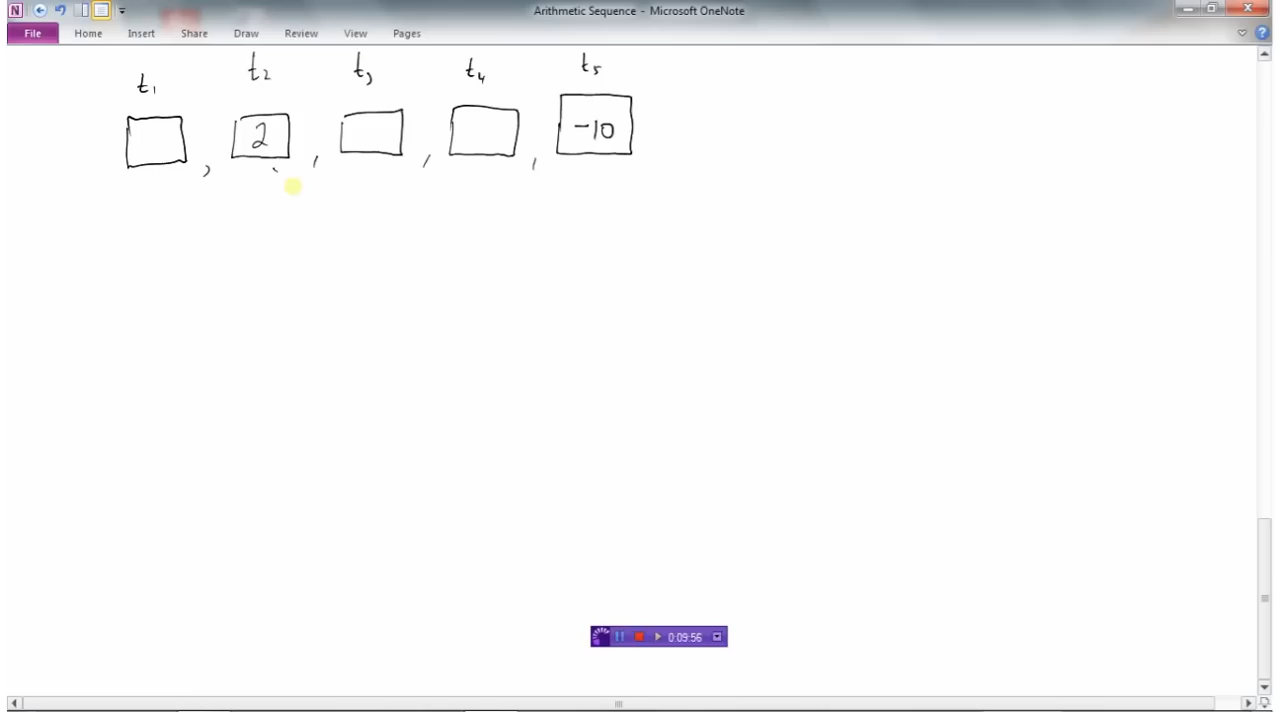 Arithmetic Sequence - Microsoft OneNote
File Home Insert Share Draw Review View Pages
t₁ t₂ t₃ t₄ t₅
, 2 , , , -10
0:09:56